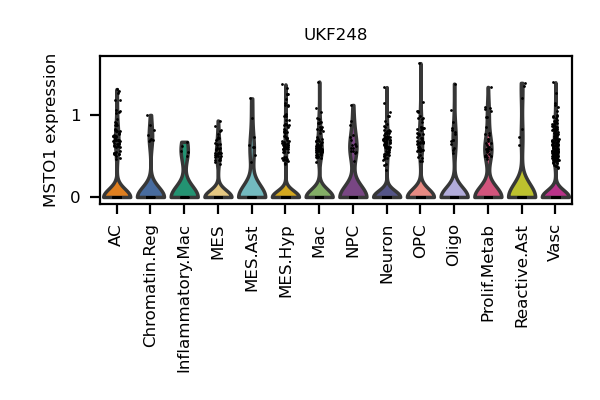 UKF248
MSTO1 expression
1
0
AC
Chromatin.Reg
Inflammatory.Mac
MES
MES.Ast
MES.Hyp
Mac
NPC
Neuron
OPC
Oligo
Prolif.Metab
Reactive.Ast
Vasc